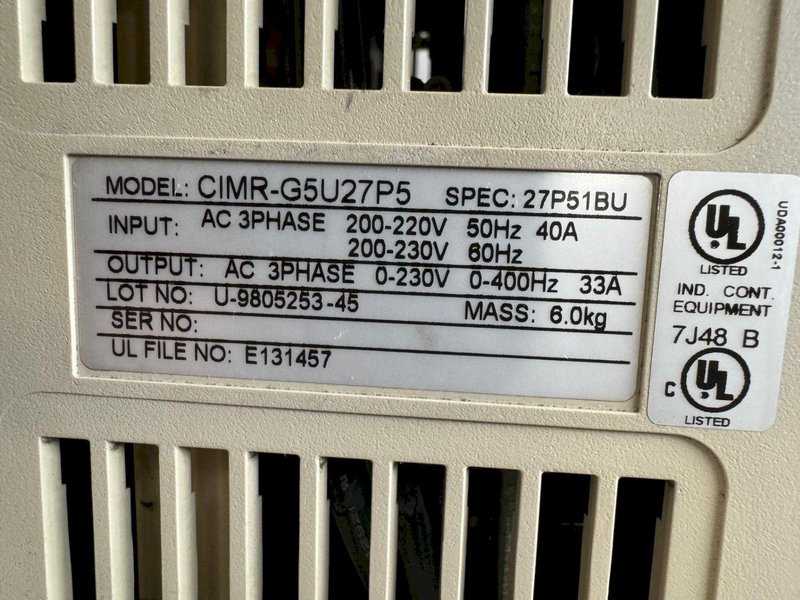 MODEL: CIMR-G5U27P5 SPEC: 27P51BU
INPUT: AC 3PHASE 200-220V 50Hz 40A
200-230V 60Hz
OUTPUT: AC 3PHASE 0-230V 0-400Hz 33A
LOT NO: U-9805253-45 MASS: 6.0kg
SER NO:
UL FILE NO: E131457
UL
LISTED
IND. CONT.
EQUIPMENT
7J48 B
C UL
LISTED
UDA00012-1